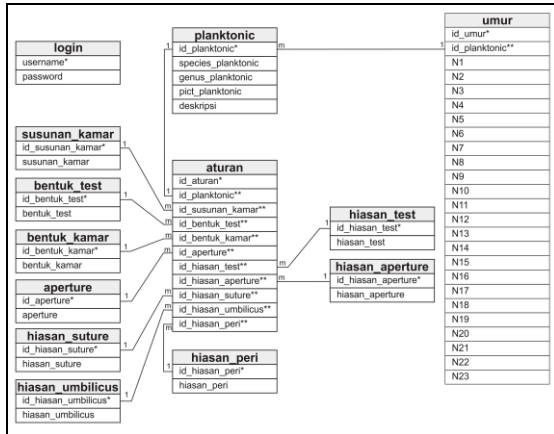 login
username*
password
planktonic
id_planktonic*
species_planktonic
genus_planktonic
pict_planktonic
deskripsi
umur
id_umur*
id_planktonic**
N1
N2
N3
N4
N5
N6
N7
N8
N9
N10
N11
N12
N13
N14
N15
N16
N17
N18
N19
N20
N21
N22
N23
susunan_kamar
id_susunan_kamar*
susunan_kamar
bentuk_test
id_bentuk_test*
bentuk_test
bentuk_kamar
id_bentuk_kamar*
bentuk_kamar
aperture
id_aperture*
aperture
hiasan_suture
id_hiasan_suture*
hiasan_suture
hiasan_umbilicus
id_hiasan_umbilicus*
hiasan_umbilicus
aturan
id_aturan*
id_planktonic**
id_susunan_kamar**
id_bentuk_test**
id_bentuk_kamar**
id_aperture**
id_hiasan_test**
id_hiasan_aperture**
id_hiasan_suture**
id_hiasan_umbilicus**
id_hiasan_peri**
hiasan_peri
id_hiasan_peri*
hiasan_peri
hiasan_test
id_hiasan_test*
hiasan_test
hiasan_aperture
id_hiasan_aperture*
hiasan_aperture
1
m
1
1
1
m
1
m
1
m
1
m
1
m
1
m
1
m
1
m
1
m
1